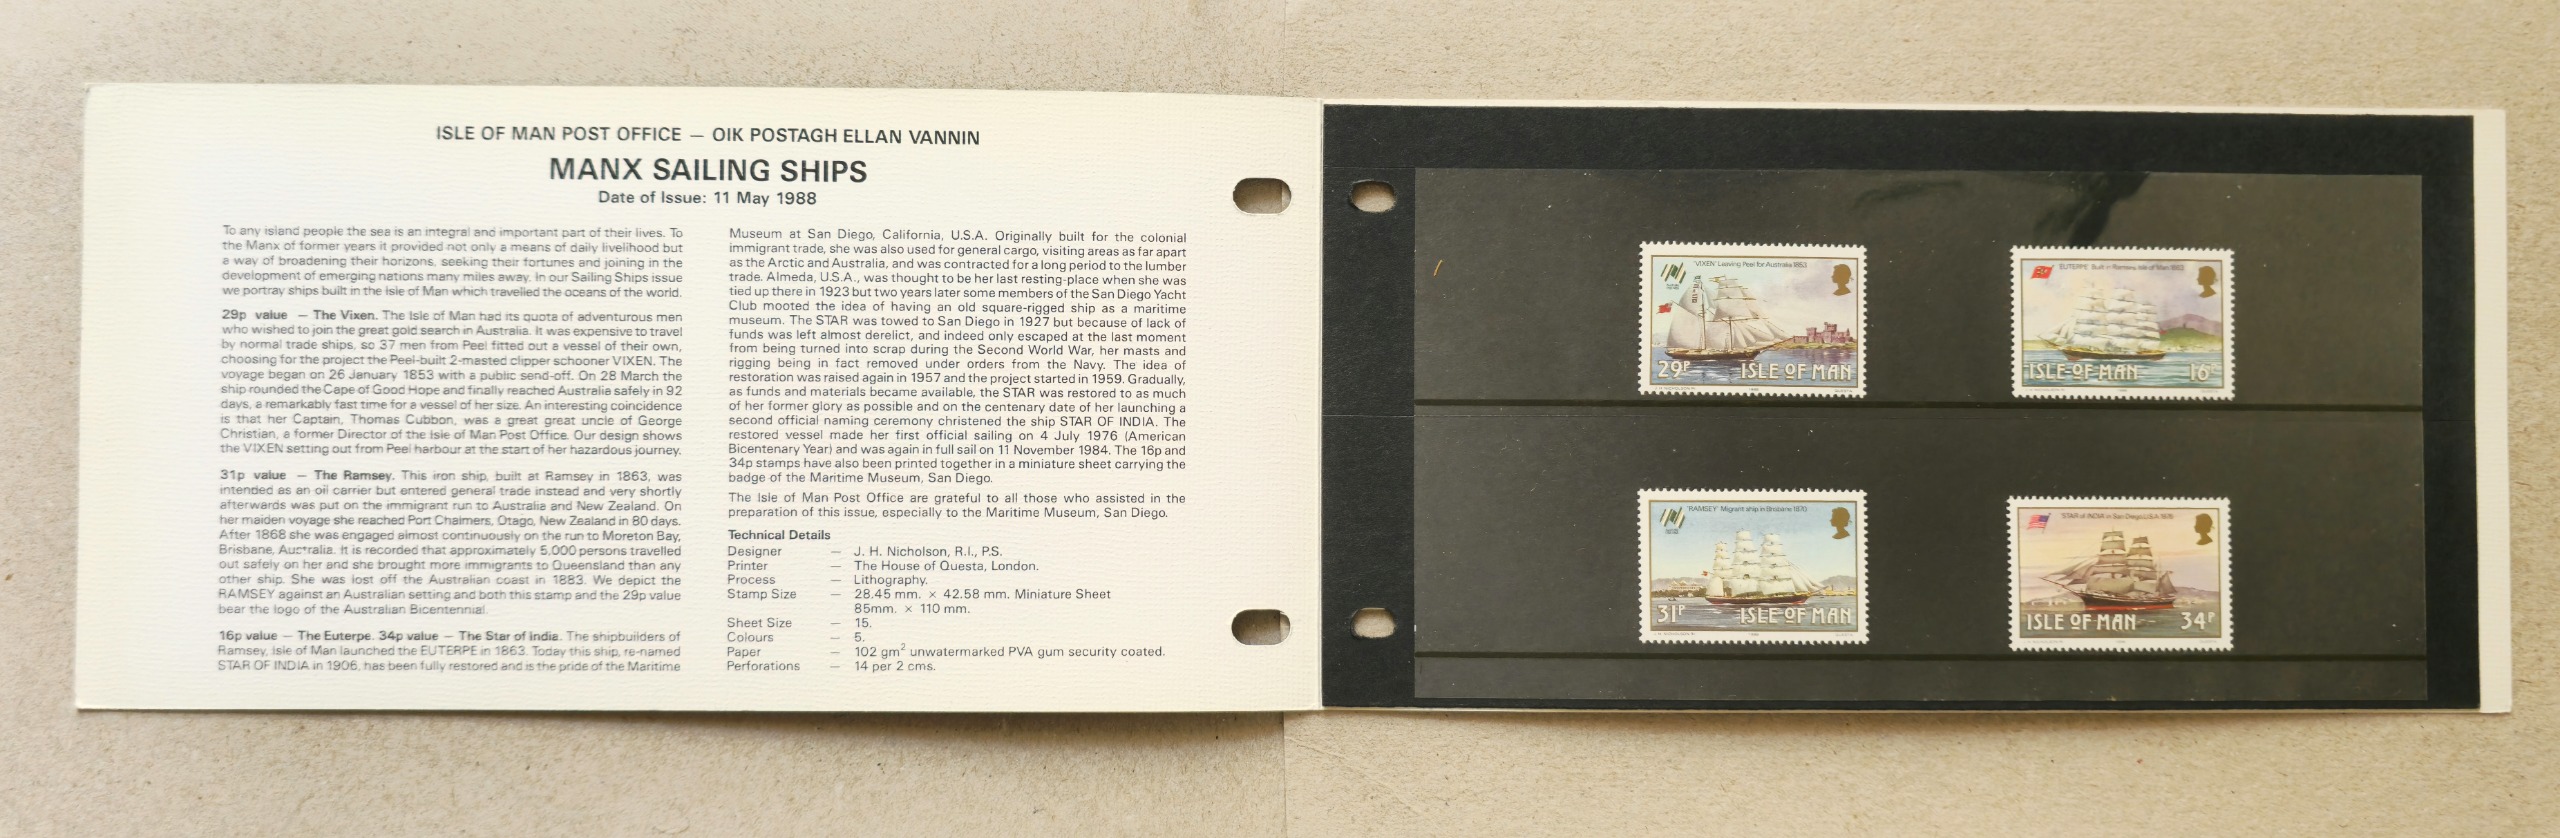 ISLE OF MAN POST OFFICE — OIK POSTAGH ELLAN VANNIN
MANX SAILING SHIPS
Date of Issue: 11 May 1988
To any island people the sea is an integral and important part of their lives. To
the Manx of former years it provided not only a means of daily livelihood but
a way of broadening their horizons, seeking their fortunes and joining in the
development of emerging nations many miles away. In our Sailing Ships issue
we portray ships built in the Isle of Man which travelled the oceans of the world.
29p value — The Vixen. The Isle of Man had its quota of adventurous men
who wished to join the great gold search in Australia. It was expensive to travel
by normal trade ships, so 37 men from Peel fitted out a vessel of their own,
choosing for the project the Peel-built 2-masted clipper schooner VIXEN. The
voyage began on 26 January 1853 with a public send-off. On 28 March the
ship rounded the Cape of Good Hope and finally reached Australia safely in 92
days, a remarkably fast time for a vessel of her size. An interesting coincidence
is that her Captain, Thomas Cubbon, was a great great uncle of George
Christian, a former Director of the Isle of Man Post Office. Our design shows
the VIXEN setting out from Peel harbour at the start of her hazardous journey.
31p value — The Ramsey. This iron ship, built at Ramsey in 1863, was
intended as an oil carrier but entered general trade instead and very shortly
afterwards was put on the immigrant run to Australia and New Zealand. On
her maiden voyage she reached Port Chalmers, Otago, New Zealand in 80 days.
After 1868 she was engaged almost continuously on the run to Moreton Bay,
Brisbane, Australia. It is recorded that approximately 5,000 persons travelled
out safely on her and she brought more immigrants to Queensland than any
other ship. She was lost off the Australian coast in 1883. We depict the
RAMSEY against an Australian setting and both this stamp and the 29p value
bear the logo of the Australian Bicentennial.
16p value — The Euterpe. 34p value — The Star of India. The shipbuilders of
Ramsey, Isle of Man launched the EUTERPE in 1863. Today this ship, re-named
STAR OF INDIA in 1906, has been fully restored and is the pride of the Maritime
Museum at San Diego, California, U.S.A. Originally built for the colonial
immigrant trade, she was also used for general cargo, visiting areas as far apart
as the Arctic and Australia, and was contracted for a long period to the lumber
trade. Almeda, U.S.A., was thought to be her last resting-place when she was
tied up there in 1923 but two years later some members of the San Diego Yacht
Club mooted the idea of having an old square-rigged ship as a maritime
museum. The STAR was towed to San Diego in 1927 but because of lack of
funds was left almost derelict, and indeed only escaped at the last moment
from being turned into scrap during the Second World War, her masts and
rigging being in fact removed under orders from the Navy. The idea of
restoration was raised again in 1957 and the project started in 1959. Gradually,
as funds and materials became available, the STAR was restored to as much
of her former glory as possible and on the centenary date of her launching a
second official naming ceremony christened the ship STAR OF INDIA. The
restored vessel made her first official sailing on 4 July 1976 (American
Bicentenary Year) and was again in full sail on 11 November 1984. The 16p and
34p stamps have also been printed together in a miniature sheet carrying the
badge of the Maritime Museum, San Diego.
The Isle of Man Post Office are grateful to all those who assisted in the
preparation of this issue, especially to the Maritime Museum, San Diego.
Technical Details
Designer — J. H. Nicholson, R.I., P.S.
Printer — The House of Questa, London.
Process — Lithography.
Stamp Size — 28.45 mm. × 42.58 mm. Miniature Sheet
85mm. × 110 mm.
Sheet Size — 15.
Colours — 5.
Paper — 102 gm² unwatermarked PVA gum security coated.
Perforations — 14 per 2 cms.
'VIXEN' Leaving Peel for Australia 1853
29P ISLE OF MAN
'EUTERPE' Built in Ramsey, Isle of Man 1863
ISLE OF MAN 16P
'RAMSEY' Migrant ship in Brisbane 1870
31P ISLE OF MAN
'STAR of INDIA' in San Diego, U.S.A. 1976
ISLE OF MAN 34P